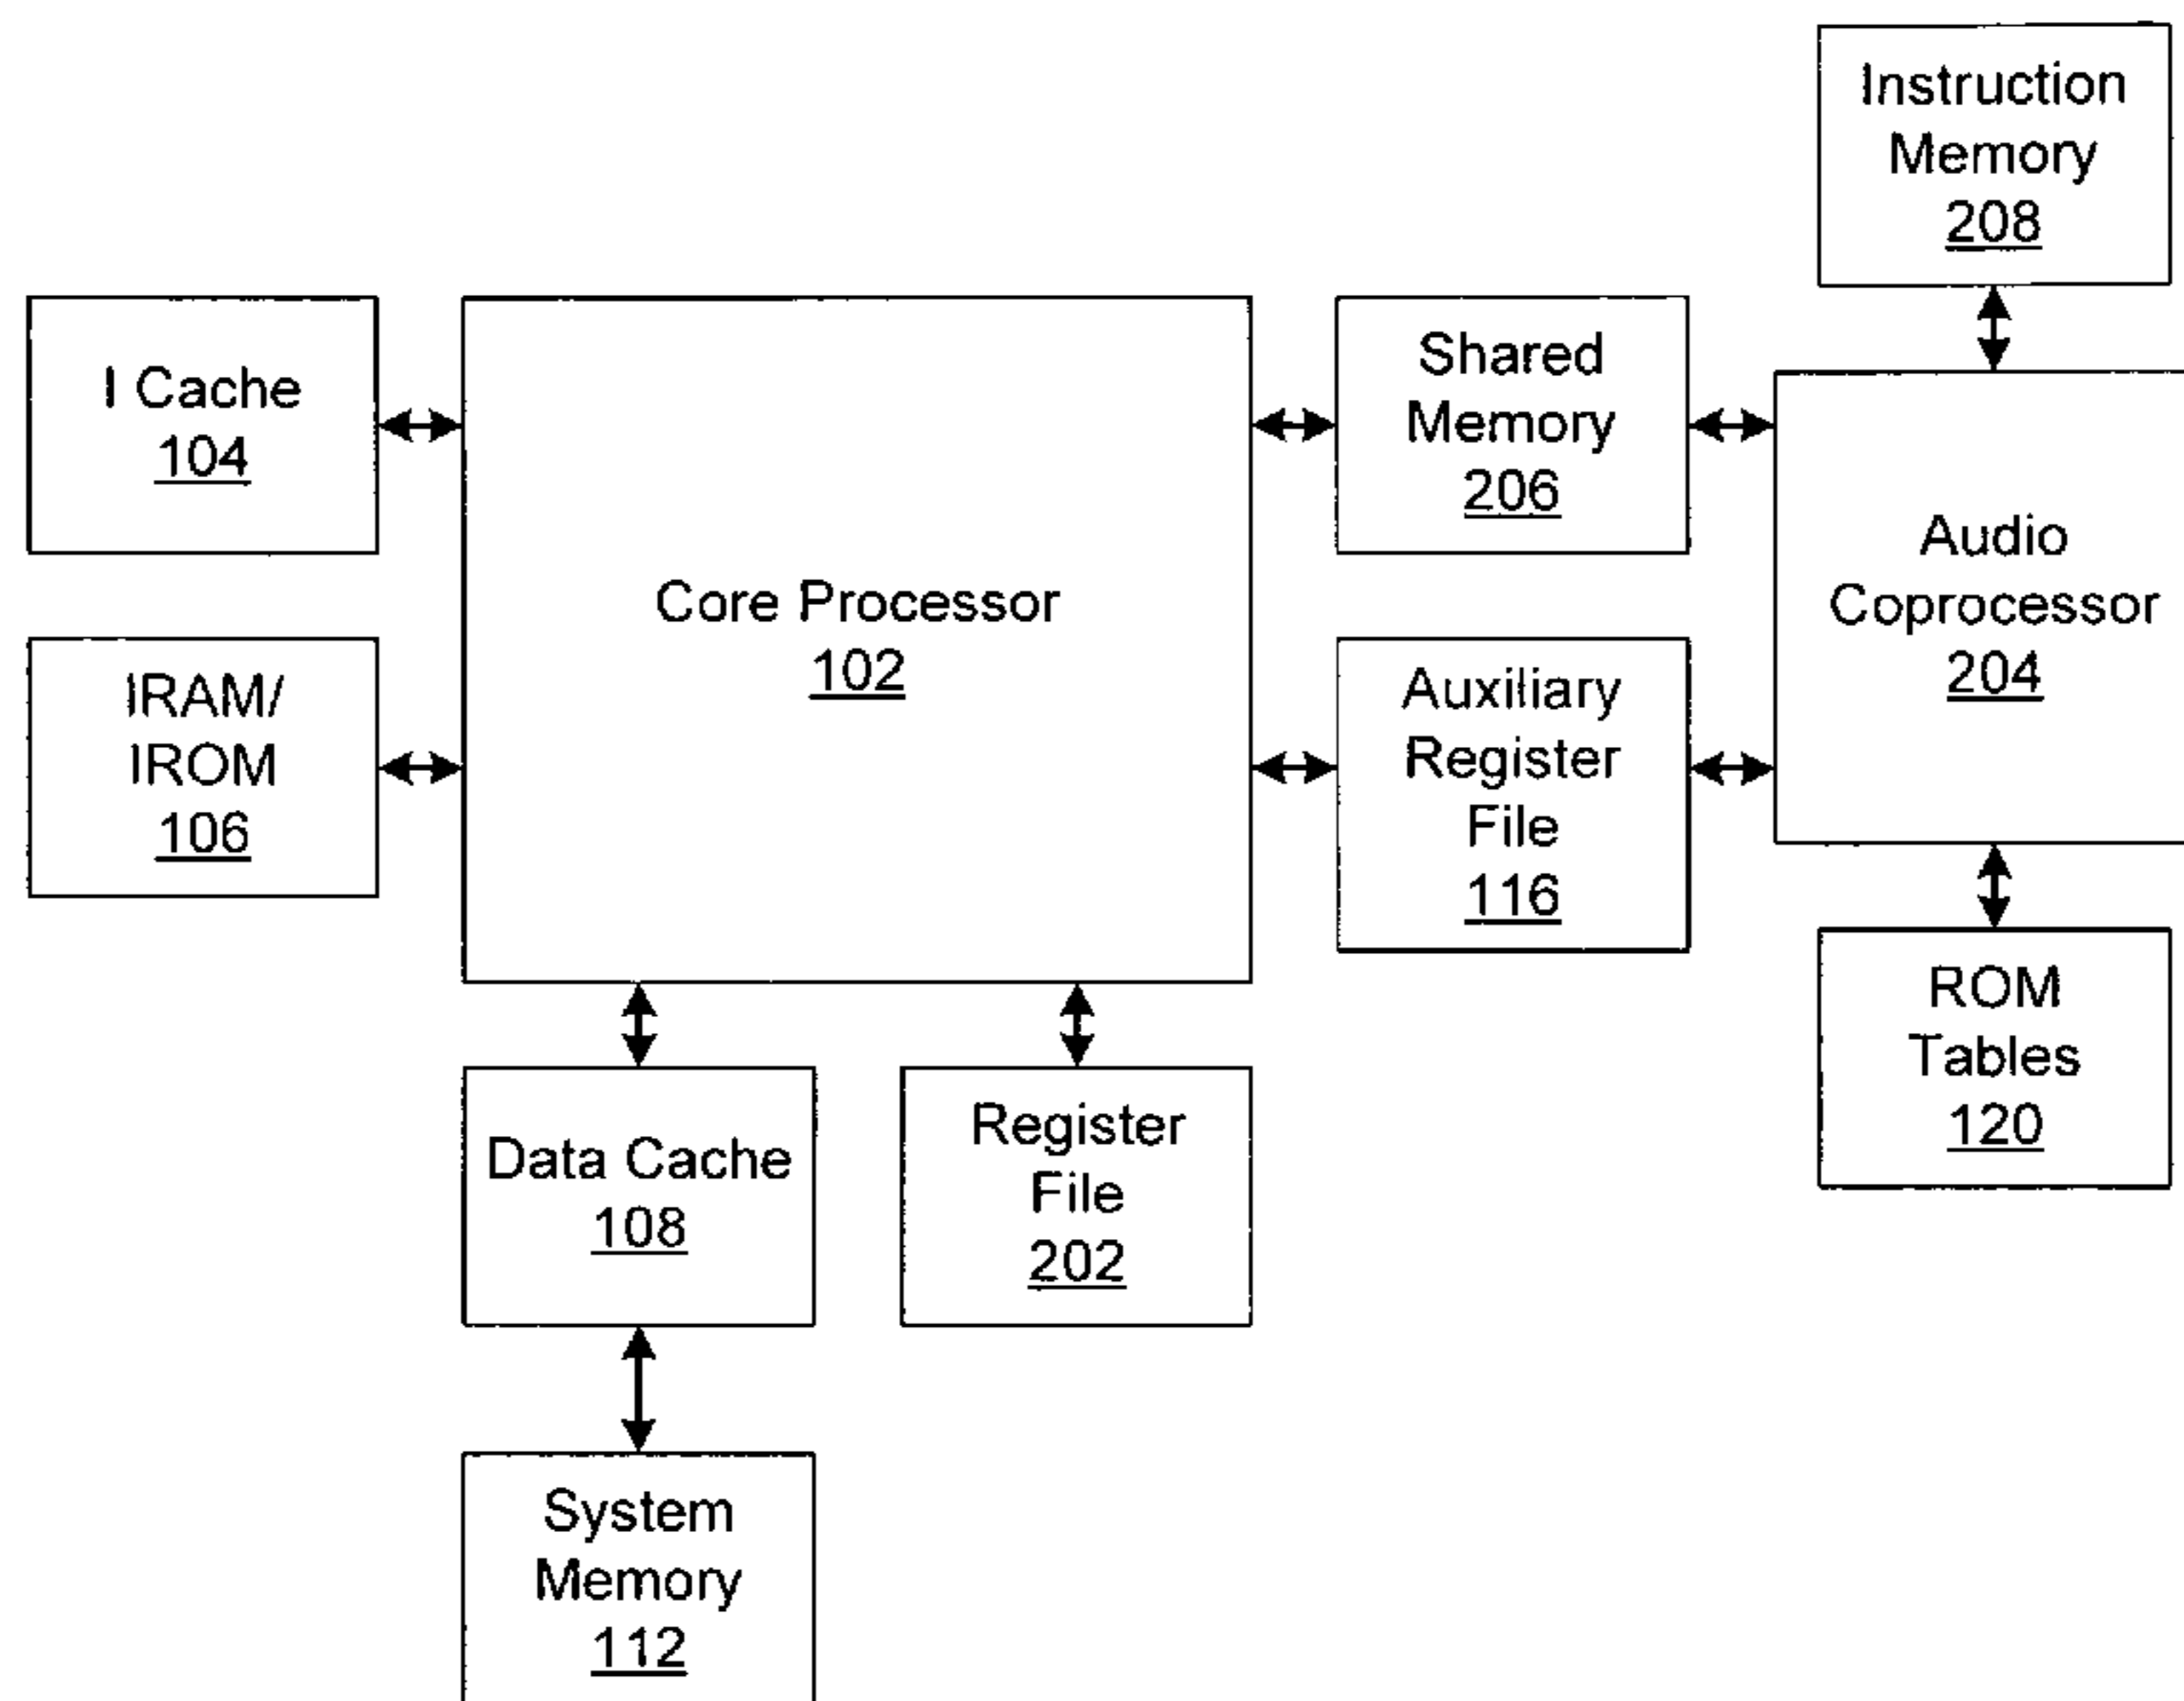 Instruction
Memory
208
I Cache
104
Core Processor
102
Shared
Memory
206
Audio
Coprocessor
204
IRAM/
IROM
106
Auxiliary
Register
File
116
Data Cache
108
Register
File
202
ROM
Tables
120
System
Memory
112